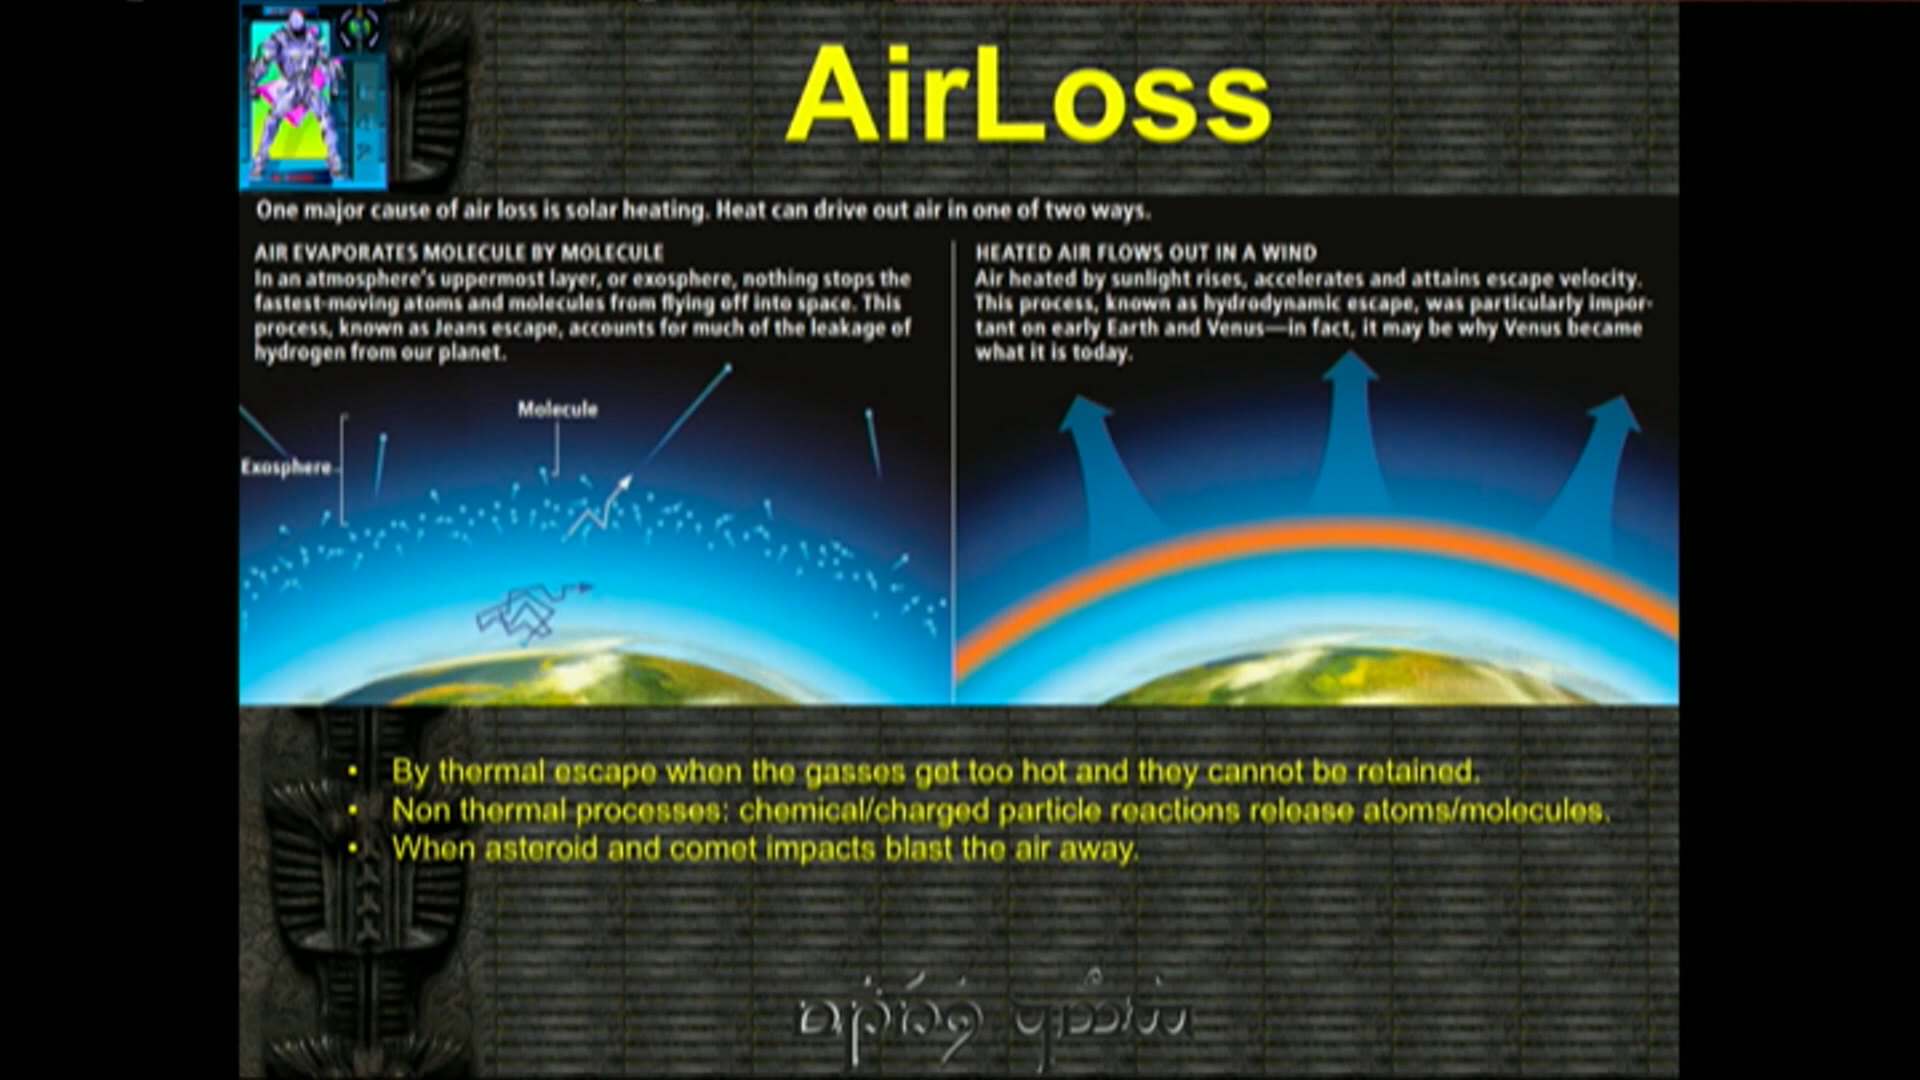 AirLoss
One major cause of air loss is solar heating. Heat can drive out air in one of two ways.
AIR EVAPORATES MOLECULE BY MOLECULE
In an atmosphere's uppermost layer, or exosphere, nothing stops the
fastest-moving atoms and molecules from flying off into space. This
process, known as Jeans escape, accounts for much of the leakage of
hydrogen from our planet.
Molecule
Exosphere
HEATED AIR FLOWS OUT IN A WIND
Air heated by sunlight rises, accelerates and attains escape velocity.
This process, known as hydrodynamic escape, was particularly impor-
tant on early Earth and Venus—in fact, it may be why Venus became
what it is today.
• By thermal escape when the gasses get too hot and they cannot be retained.
• Non thermal processes: chemical/charged particle reactions release atoms/molecules.
• When asteroid and comet impacts blast the air away.